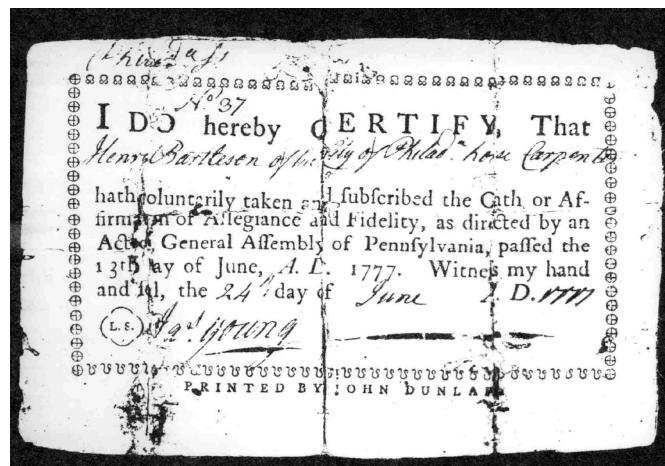 No 37
I DO hereby CERTIFY, That
Henry Bartleson of the City of Philada. house Carpenter
hath voluntarily taken and ſubſcribed the Oath or Af-
firmation of Allegiance and Fidelity, as directed by an
Act of General Aſſembly of Pennſylvania, paſſed the
13th day of June, A. D. 1777. Witneſs my hand
and ſeal, the 24th day of June A. D. 1777
L. S. Jas. Young
PRINTED BY JOHN DUNLAP